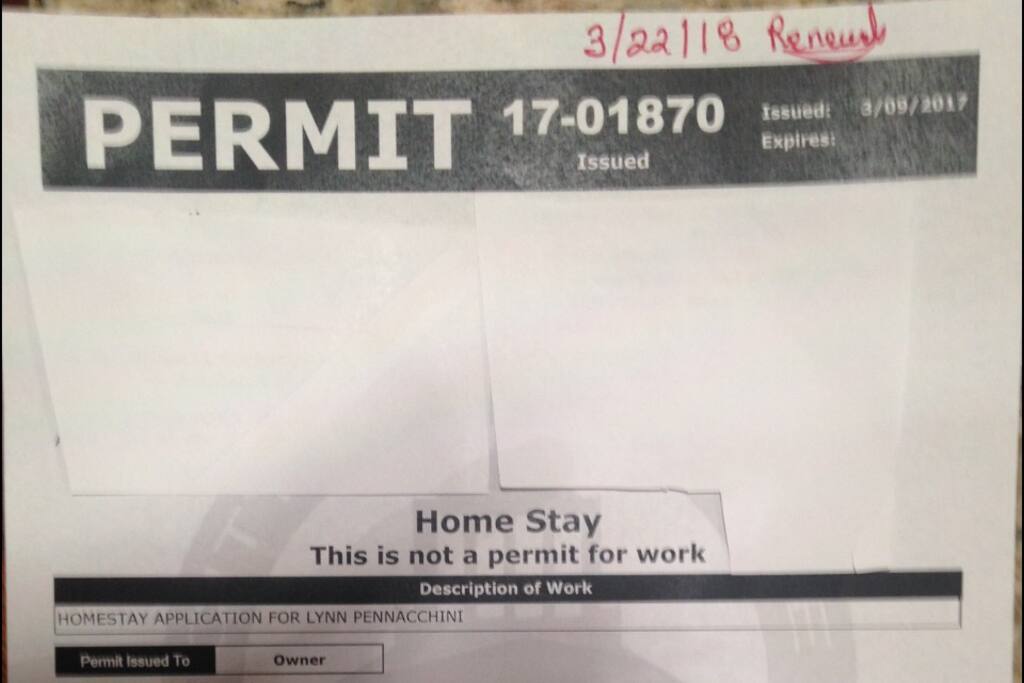 3/22/18 Renewal
PERMIT 17-01870 Issued: 3/09/2017
Issued Expires:
Home Stay
This is not a permit for work
Description of Work
HOMESTAY APPLICATION FOR LYNN PENNACCHINI
Permit Issued To Owner